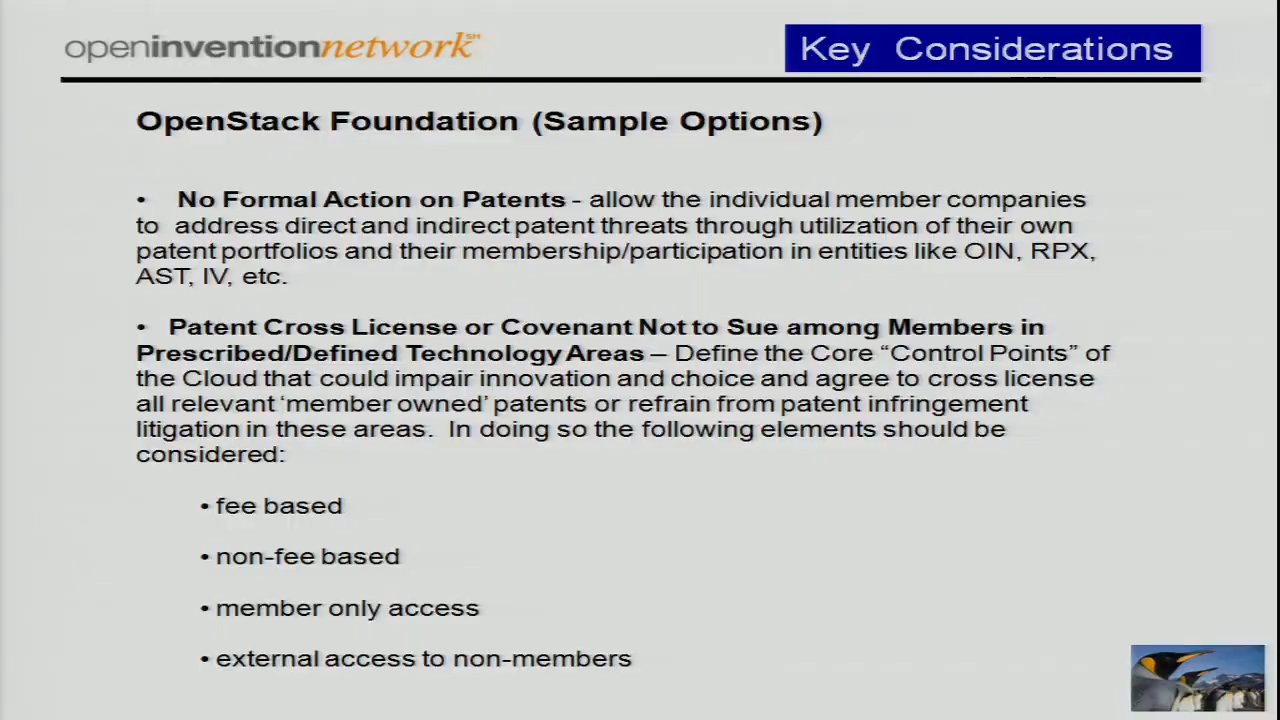 openinventionnetwork SM
Key Considerations
OpenStack Foundation (Sample Options)
• No Formal Action on Patents - allow the individual member companies
to address direct and indirect patent threats through utilization of their own
patent portfolios and their membership/participation in entities like OIN, RPX,
AST, IV, etc.
• Patent Cross License or Covenant Not to Sue among Members in
Prescribed/Defined Technology Areas – Define the Core “Control Points” of
the Cloud that could impair innovation and choice and agree to cross license
all relevant ‘member owned’ patents or refrain from patent infringement
litigation in these areas. In doing so the following elements should be
considered:
• fee based
• non-fee based
• member only access
• external access to non-members